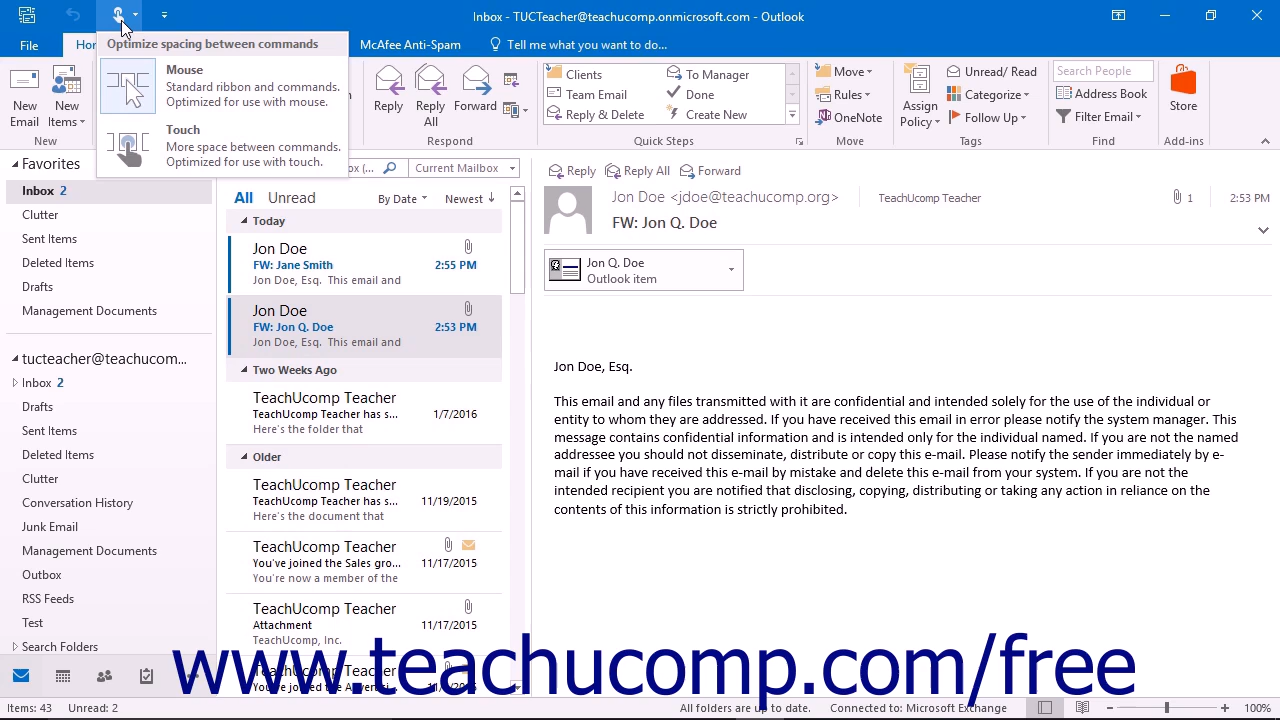 Inbox - TUCTeacher@teachucomp.onmicrosoft.com - Outlook
File
McAfee Anti-Spam
Tell me what you want to do...
Optimize spacing between commands
Mouse
Standard ribbon and commands.
Optimized for use with mouse.
Touch
More space between commands.
Optimized for use with touch.
New
Email
New
Items
New
Reply
Reply
All
Forward
Respond
Clients
Team Email
Reply & Delete
To Manager
Done
Create New
Quick Steps
Move
Rules
OneNote
Move
Assign
Policy
Unread/ Read
Categorize
Follow Up
Tags
Search People
Address Book
Filter Email
Find
Store
Add-ins
Favorites
Inbox 2
Clutter
Sent Items
Deleted Items
Drafts
Management Documents
tucteacher@teachucomp...
Inbox 2
Drafts
Sent Items
Deleted Items
Clutter
Conversation History
Junk Email
Management Documents
Outbox
RSS Feeds
Test
Search Folders
Current Mailbox
All
Unread
By Date
Newest
Today
Jon Doe
FW: Jane Smith
2:55 PM
Jon Doe, Esq. This email and
Jon Doe
FW: Jon Q. Doe
2:53 PM
Jon Doe, Esq. This email and
Two Weeks Ago
TeachUcomp Teacher
TeachUcomp Teacher has s...
1/7/2016
Here's the folder that
Older
TeachUcomp Teacher
TeachUcomp Teacher has s...
11/19/2015
Here's the document that
TeachUcomp Teacher
You've joined the Sales gro...
11/17/2015
You're now a member of the
TeachUcomp Teacher
Attachment
11/17/2015
TeachUcomp, Inc.
Reply
Reply All
Forward
Jon Doe <jdoe@teachucomp.org>
TeachUcomp Teacher
1
2:53 PM
FW: Jon Q. Doe
Jon Q. Doe
Outlook item
Jon Doe, Esq.
This email and any files transmitted with it are confidential and intended solely for the use of the individual or
entity to whom they are addressed. If you have received this email in error please notify the system manager. This
message contains confidential information and is intended only for the individual named. If you are not the named
addressee you should not disseminate, distribute or copy this e-mail. Please notify the sender immediately by e-
mail if you have received this e-mail by mistake and delete this e-mail from your system. If you are not the
intended recipient you are notified that disclosing, copying, distributing or taking any action in reliance on the
contents of this information is strictly prohibited.
www.teachucomp.com/free
Items: 43
Unread: 2
All folders are up to date.
Connected to: Microsoft Exchange
100%